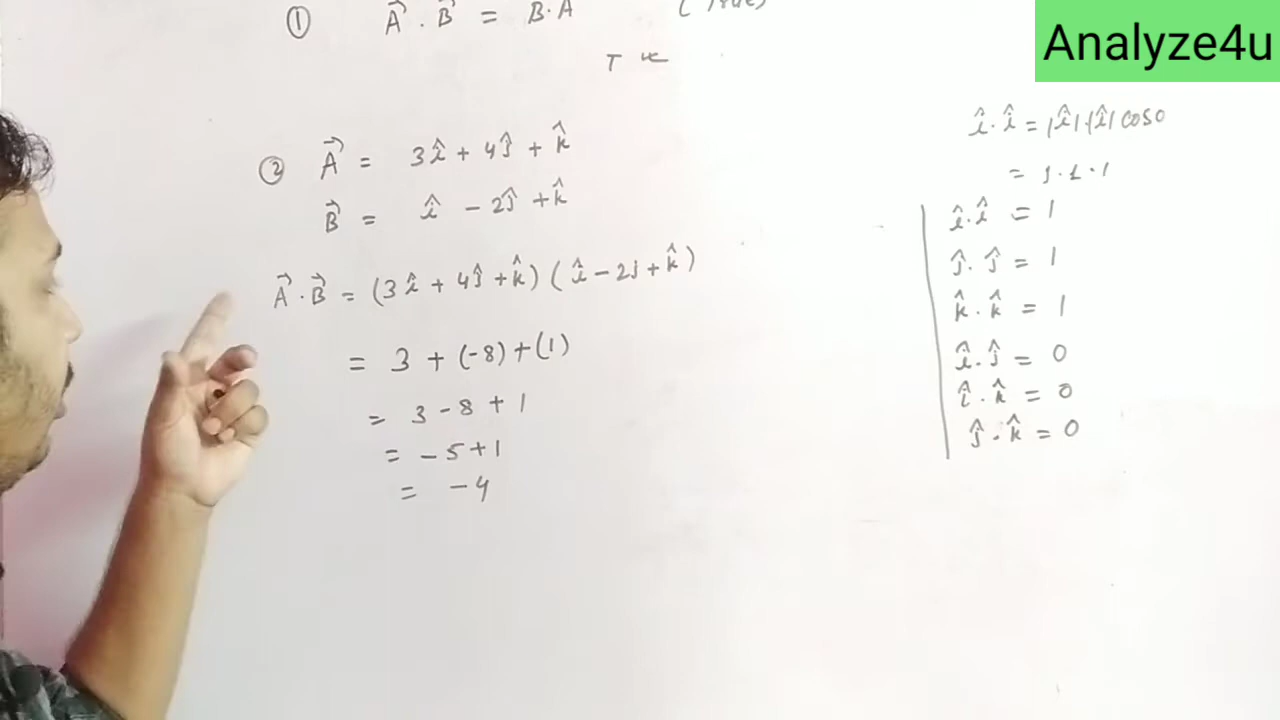 Analyze4u
① A⃗ . B⃗ = B.A
② A⃗ = 3î + 4ĵ + k̂
B⃗ = î - 2ĵ + k̂
A⃗ . B⃗ = (3î + 4ĵ + k̂) (î - 2j + k̂)
= 3 + (-8) + (1)
= 3 - 8 + 1
= -5 + 1
= -4
î . î = |î| . |î| cos0
= 1 . 1 . 1
î . î = 1
ĵ . ĵ = 1
k̂ . k̂ = 1
î . ĵ = 0
î . k̂ = 0
ĵ . k̂ = 0